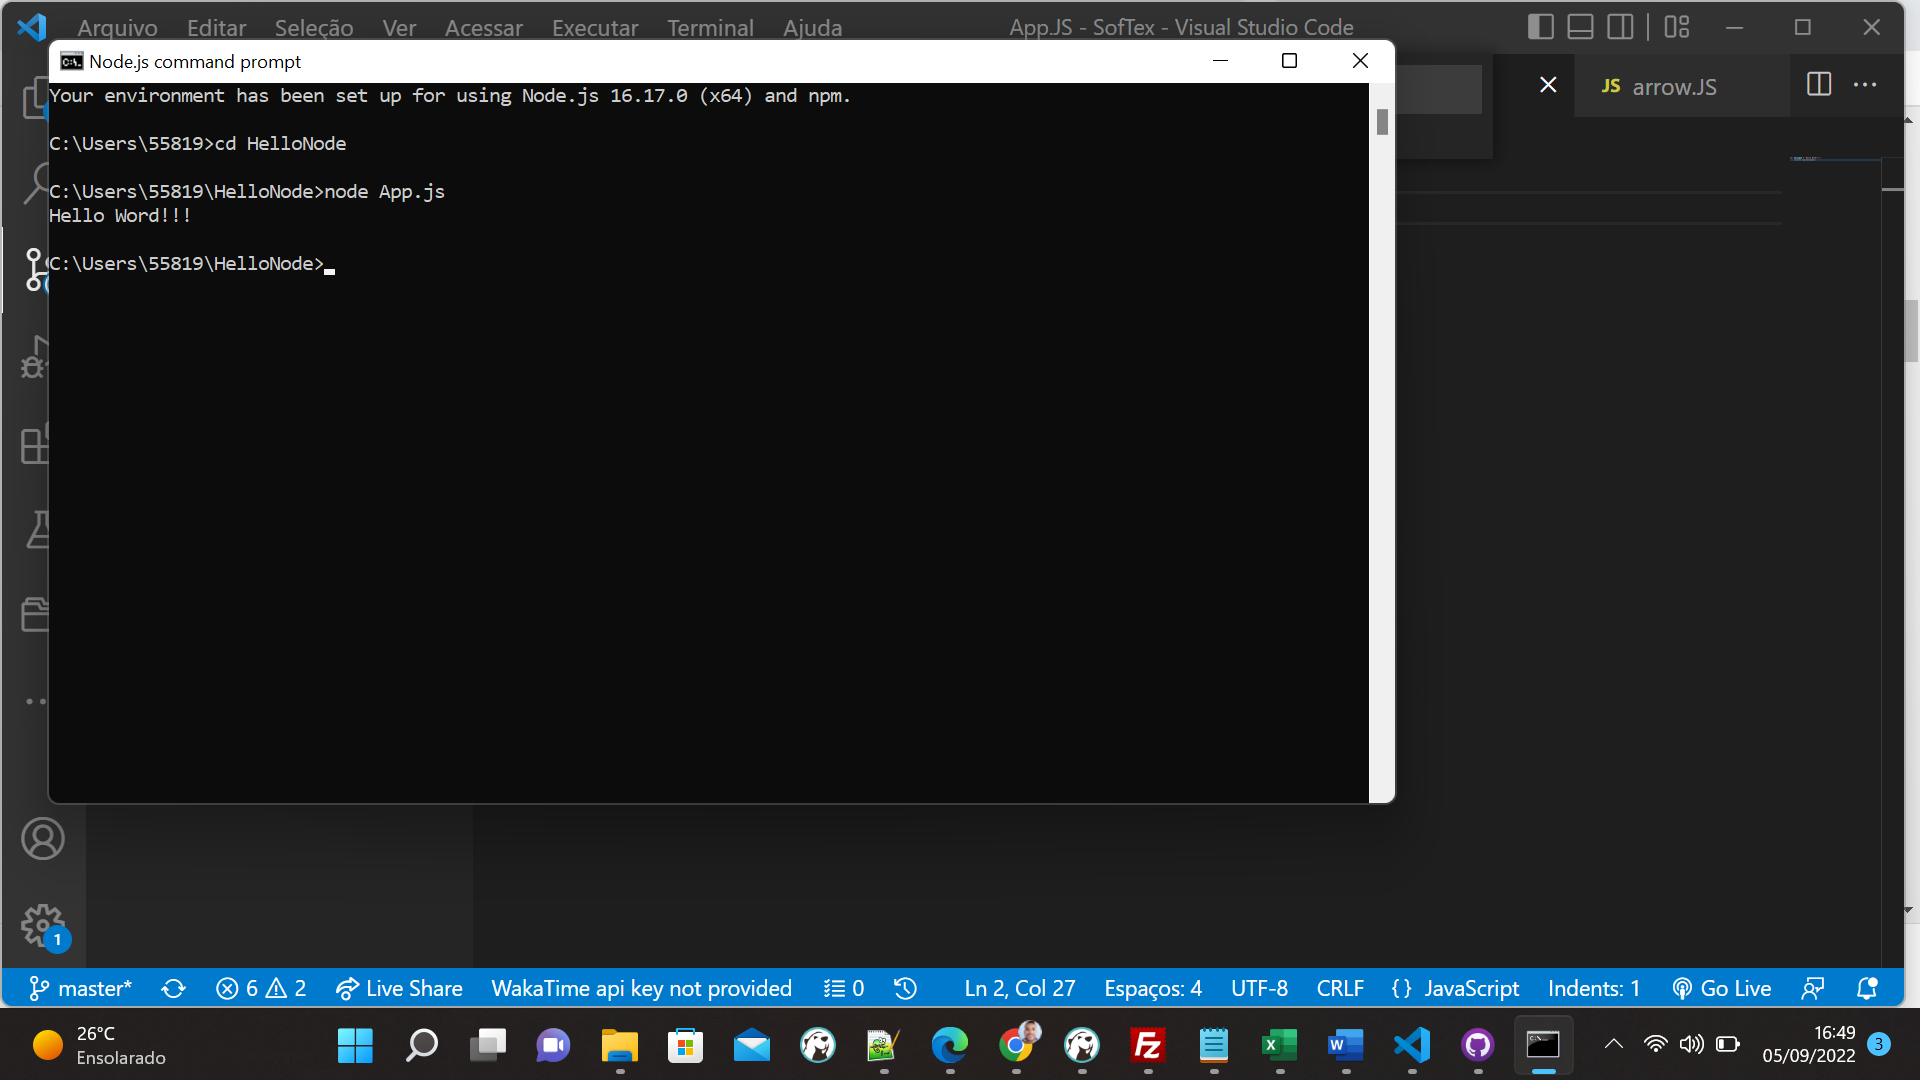 Arquivo Editar Seleção Ver Acessar Executar Terminal Ajuda App.JS - SofTex - Visual Studio Code
Node.js command prompt
JS arrow.JS
Your environment has been set up for using Node.js 16.17.0 (x64) and npm.
C:\Users\55819>cd HelloNode
C:\Users\55819\HelloNode>node App.js
Hello Word!!!
C:\Users\55819\HelloNode>
1
master* 6 2 Live Share WakaTime api key not provided 0 Ln 2, Col 27 Espaços: 4 UTF-8 CRLF {} JavaScript Indents: 1 Go Live
26°C
Ensolarado
16:49
05/09/2022
3